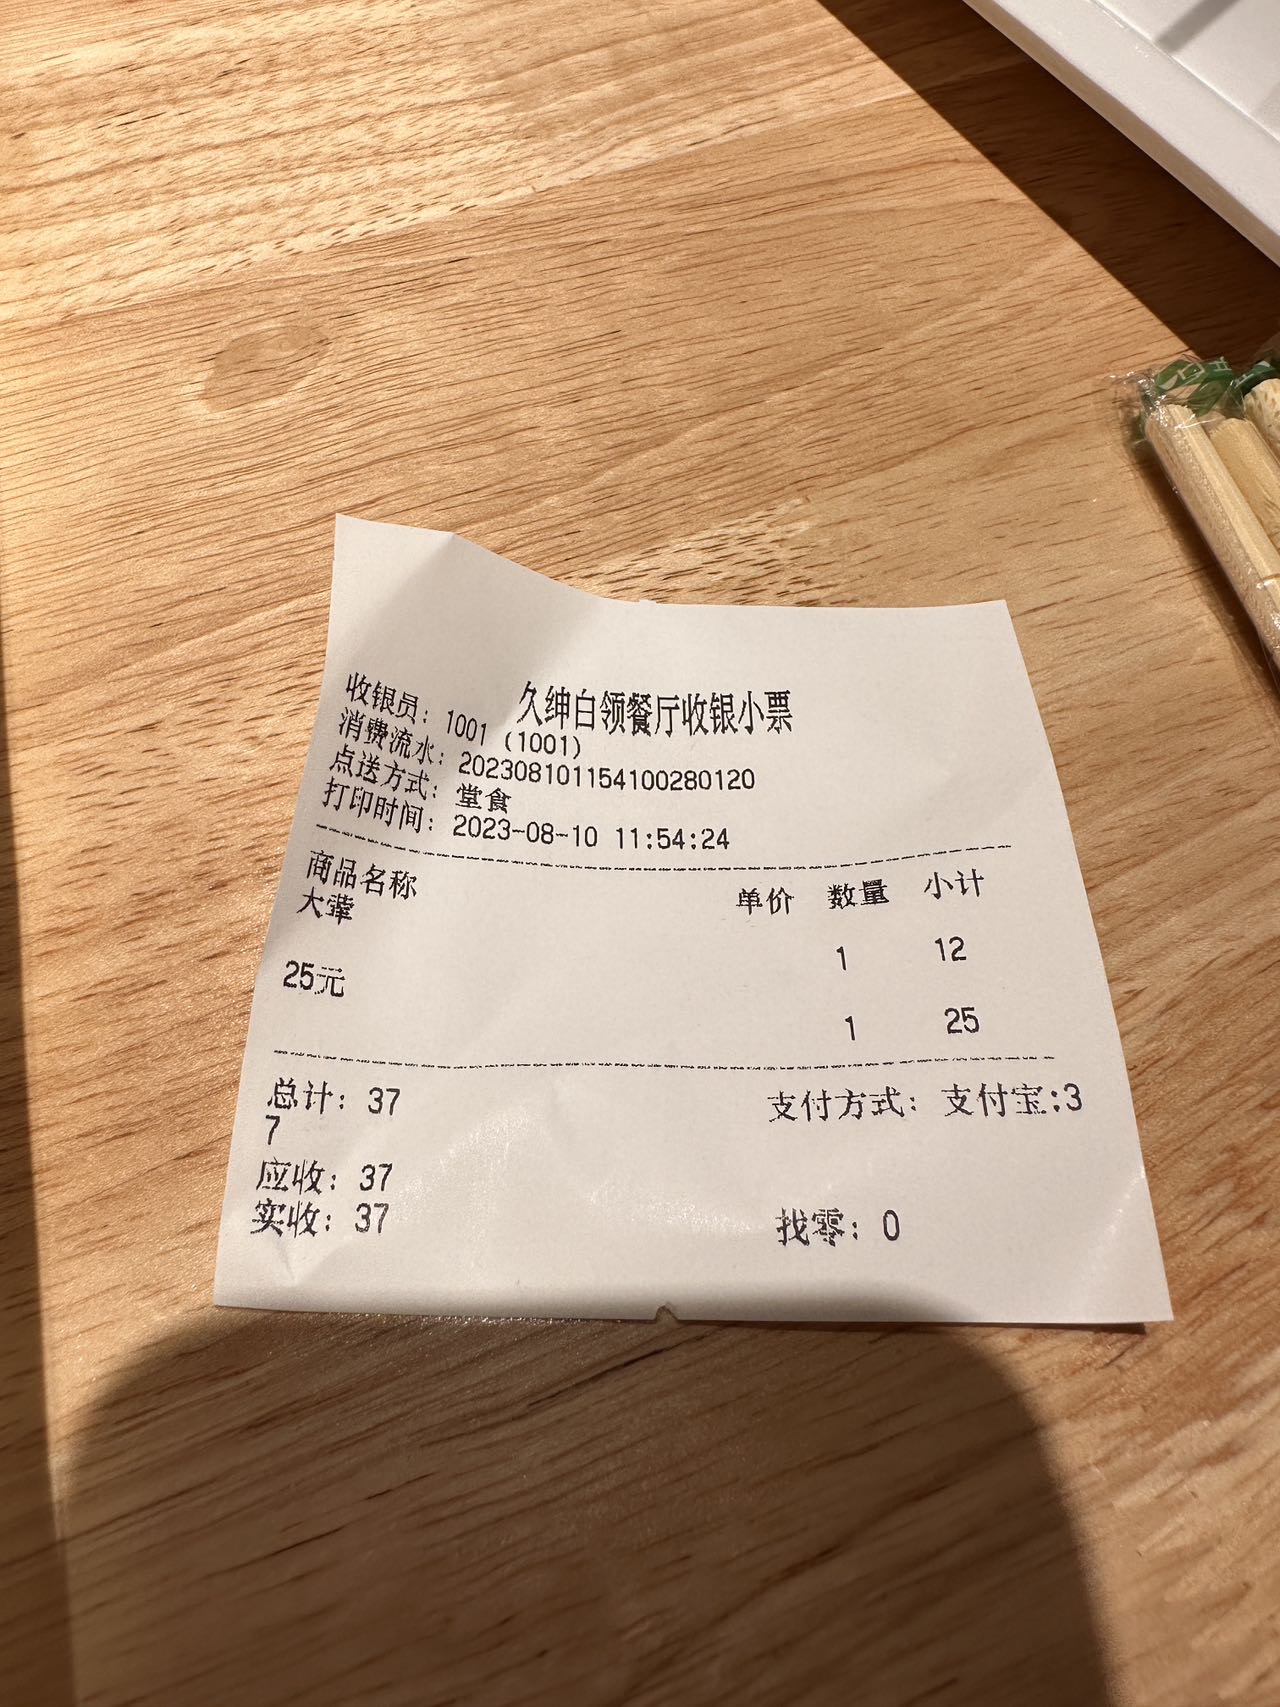 久绅白领餐厅收银小票
收银员: 1001 (1001)
消费流水: 202308101154100280120
点送方式: 堂食
打印时间: 2023-08-10 11:54:24
商品名称 单价 数量 小计
大荤
1 12
25元
1 25
总计: 37 支付方式: 支付宝:3
7
应收: 37
实收: 37 找零: 0